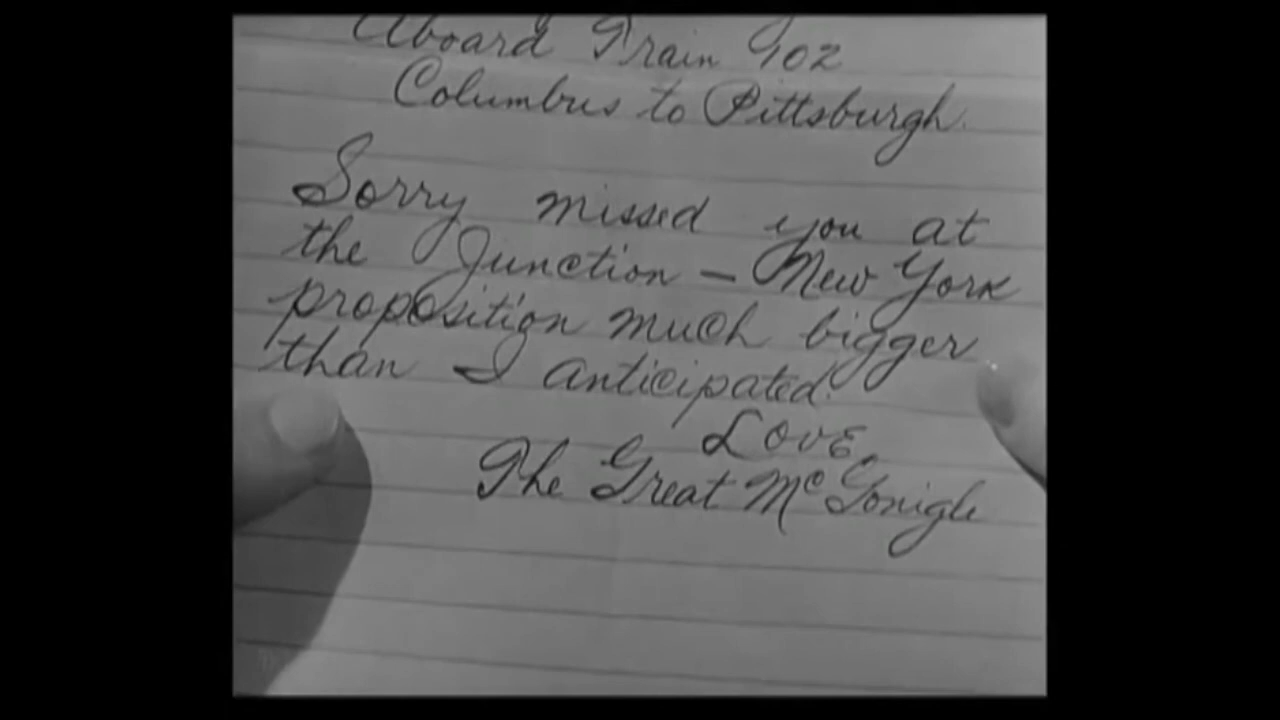 Aboard Train 902
Columbus to Pittsburgh.
Sorry missed you at
the Junction – New York
proposition much bigger
than I anticipated.
Love,
The Great McGonigle